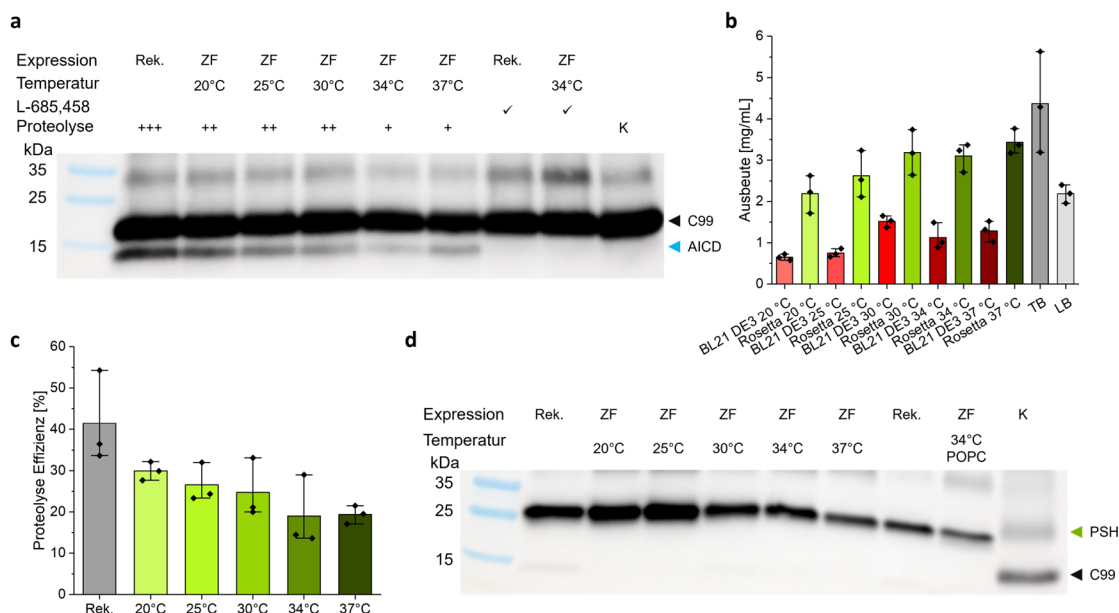 a
Expression Rek. ZF ZF ZF ZF ZF Rek. ZF
Temperatur 20°C 25°C 30°C 34°C 37°C 34°C
L-685,458 ✓ ✓
Proteolyse +++ ++ ++ ++ + + K
kDa
35
25
15
C99
AICD
b
Ausbeute [mg/mL]
6
5
4
3
2
1
0
BL21 DE3 20 °C
Rosetta 20 °C
BL21 DE3 25 °C
Rosetta 25 °C
BL21 DE3 30 °C
Rosetta 30 °C
BL21 DE3 34 °C
Rosetta 34 °C
BL21 DE3 37 °C
Rosetta 37 °C
TB
LB
c
Proteolyse Effizienz [%]
60
50
40
30
20
10
0
Rek. 20°C 25°C 30°C 34°C 37°C
d
Expression Rek. ZF ZF ZF ZF ZF Rek. ZF K
Temperatur 20°C 25°C 30°C 34°C 37°C 34°C
POPC
kDa
35
25
15
PSH
C99